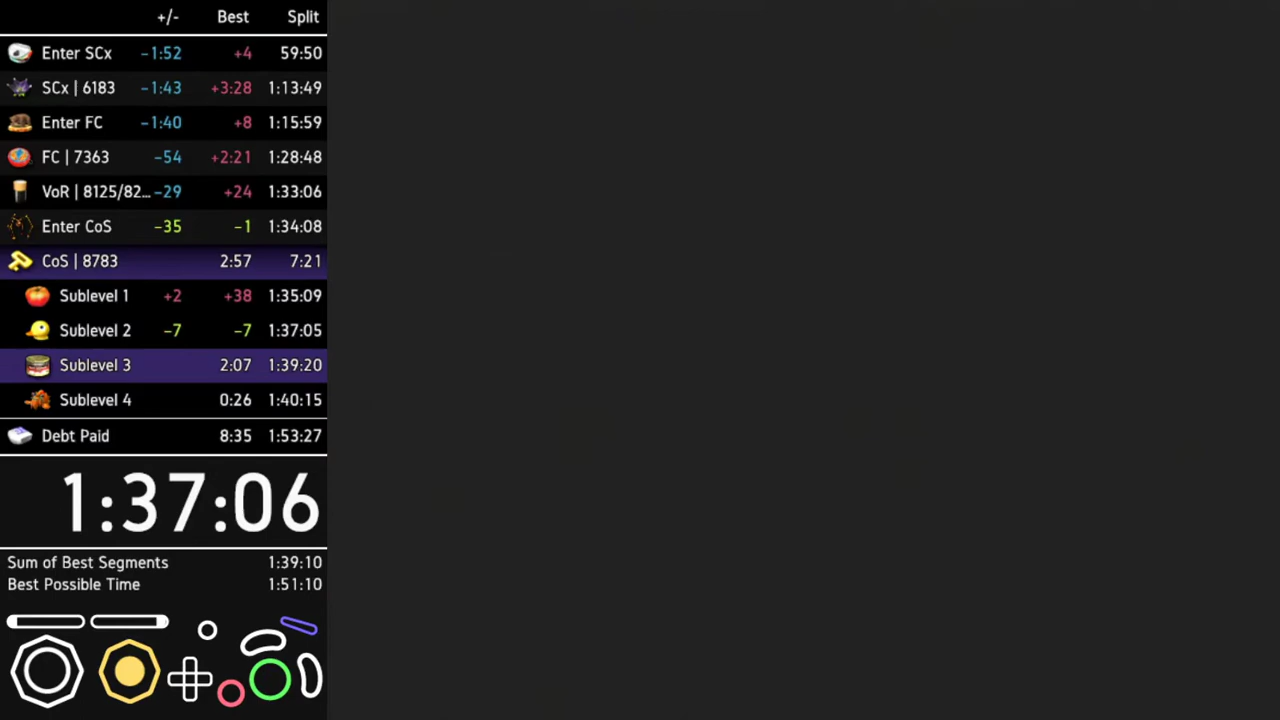 +/- Best Split
Enter SCx −1:52 +4 59:50
SCx | 6183 −1:43 +3:28 1:13:49
Enter FC −1:40 +8 1:15:59
FC | 7363 −54 +2:21 1:28:48
VoR | 8125/82... −29 +24 1:33:06
Enter CoS −35 −1 1:34:08
CoS | 8783 2:57 7:21
Sublevel 1 +2 +38 1:35:09
Sublevel 2 −7 −7 1:37:05
Sublevel 3 2:07 1:39:20
Sublevel 4 0:26 1:40:15
Debt Paid 8:35 1:53:27
1:37:06
Sum of Best Segments 1:39:10
Best Possible Time 1:51:10